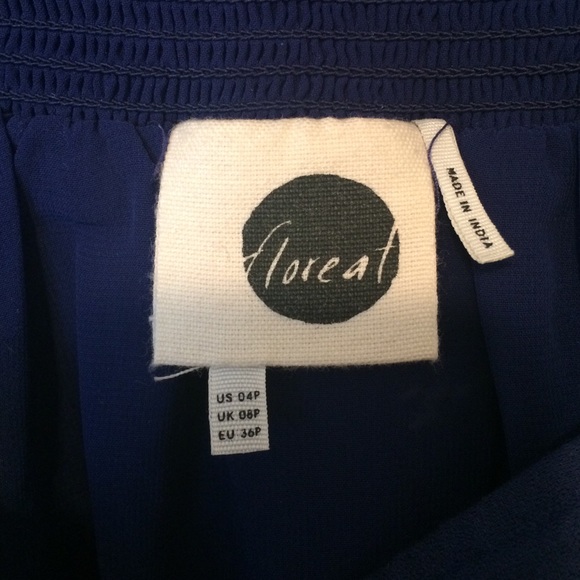 floreat
MADE IN INDIA
US 04P
UK 08P
EU 36P